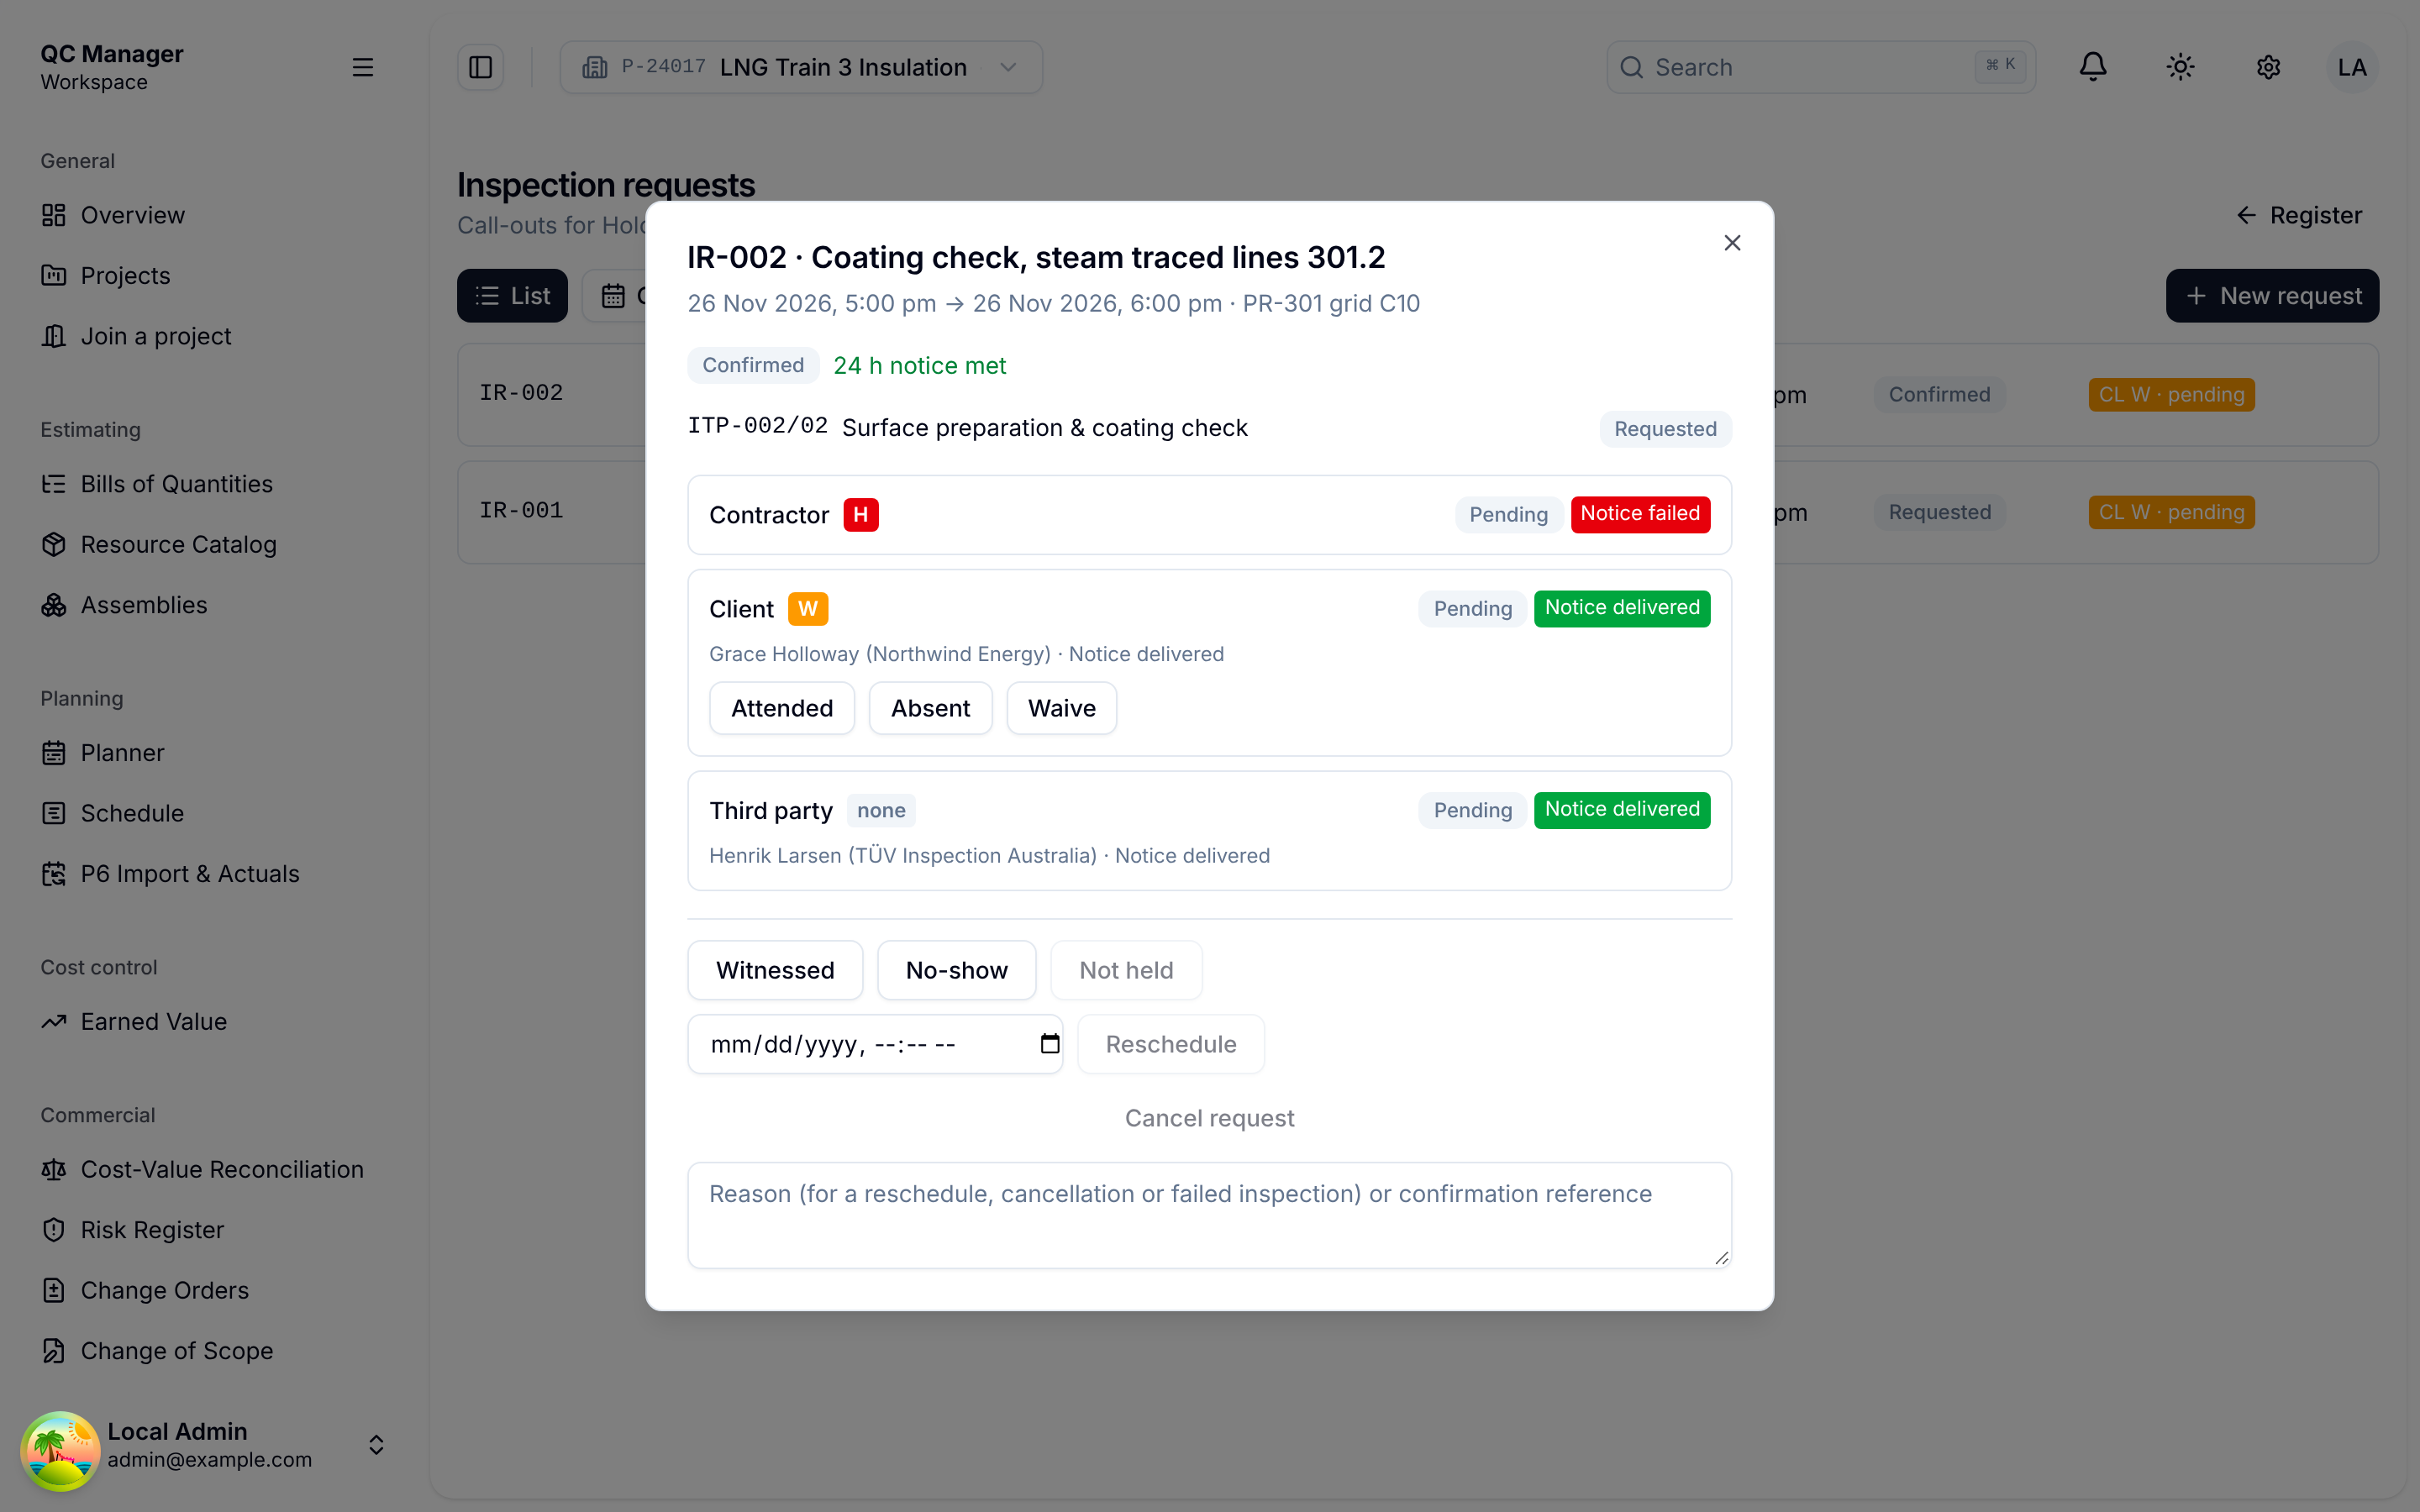 QC Manager
Workspace
General
Overview
Projects
Join a project
Estimating
Bills of Quantities
Resource Catalog
Assemblies
Planning
Planner
Schedule
P6 Import & Actuals
Cost control
Earned Value
Commercial
Cost-Value Reconciliation
Risk Register
Change Orders
Change of Scope
Local Admin
admin@example.com
P-24017 LNG Train 3 Insulation
Search ⌘ K
LA
Inspection requests
Call-outs for Hold
Register
List
New request
IR-002 pm Confirmed CL W · pending
IR-001 pm Requested CL W · pending
IR-002 · Coating check, steam traced lines 301.2
26 Nov 2026, 5:00 pm → 26 Nov 2026, 6:00 pm · PR-301 grid C10
Confirmed 24 h notice met
ITP-002/02 Surface preparation & coating check Requested
Contractor H Pending Notice failed
Client W Pending Notice delivered
Grace Holloway (Northwind Energy) · Notice delivered
Attended Absent Waive
Third party none Pending Notice delivered
Henrik Larsen (TÜV Inspection Australia) · Notice delivered
Witnessed No-show Not held
mm/dd/yyyy, --:-- -- Reschedule
Cancel request
Reason (for a reschedule, cancellation or failed inspection) or confirmation reference